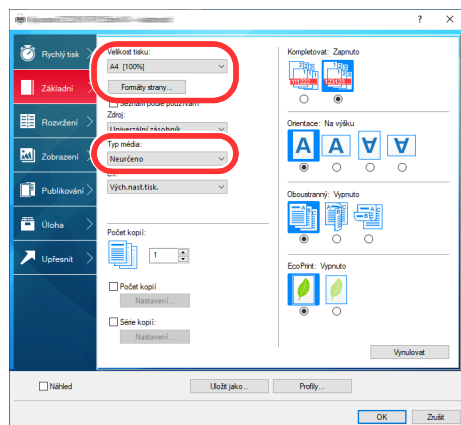 ?
Rychlý tisk
Základní
Rozvržení
Zobrazení
Publikování
Úloha
Upřesnit
Velikost tisku:
A4 [100%]
Formáty strany...
Seznam podle používání
Zdroj:
Univerzální zásobník
Typ média:
Neurčeno
Vých.nast.tisk.
Počet kopií:
1
Počet kopií
Nastavení...
Série kopií:
Nastavení...
Kompletovat: Zapnuto
Orientace: Na výšku
A A A A
Oboustranný: Vypnuto
EcoPrint: Vypnuto
Vynulovat
Náhled
Uložit jako...
Profily...
OK
Zrušit